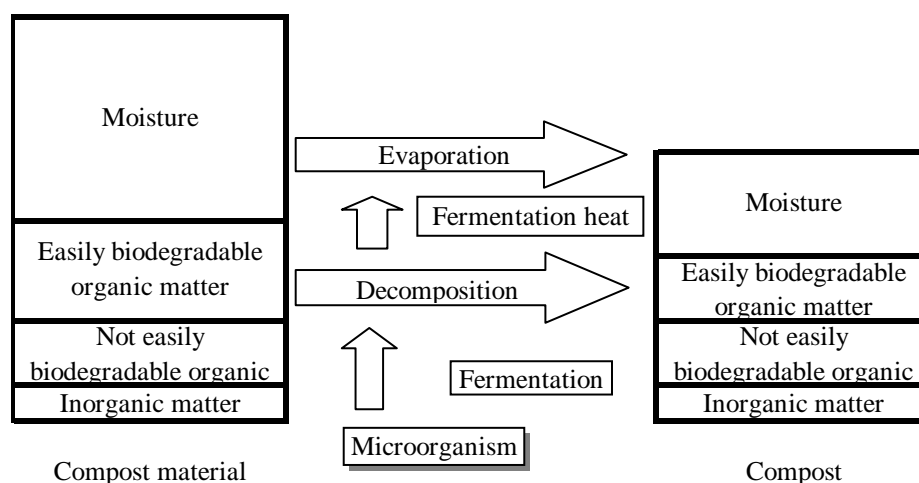 Moisture
Easily biodegradable
organic matter
Not easily
biodegradable organic
Inorganic matter
Compost material
Evaporation
Fermentation heat
Decomposition
Fermentation
Microorganism
Moisture
Easily biodegradable
organic matter
Not easily
biodegradable organic
Inorganic matter
Compost